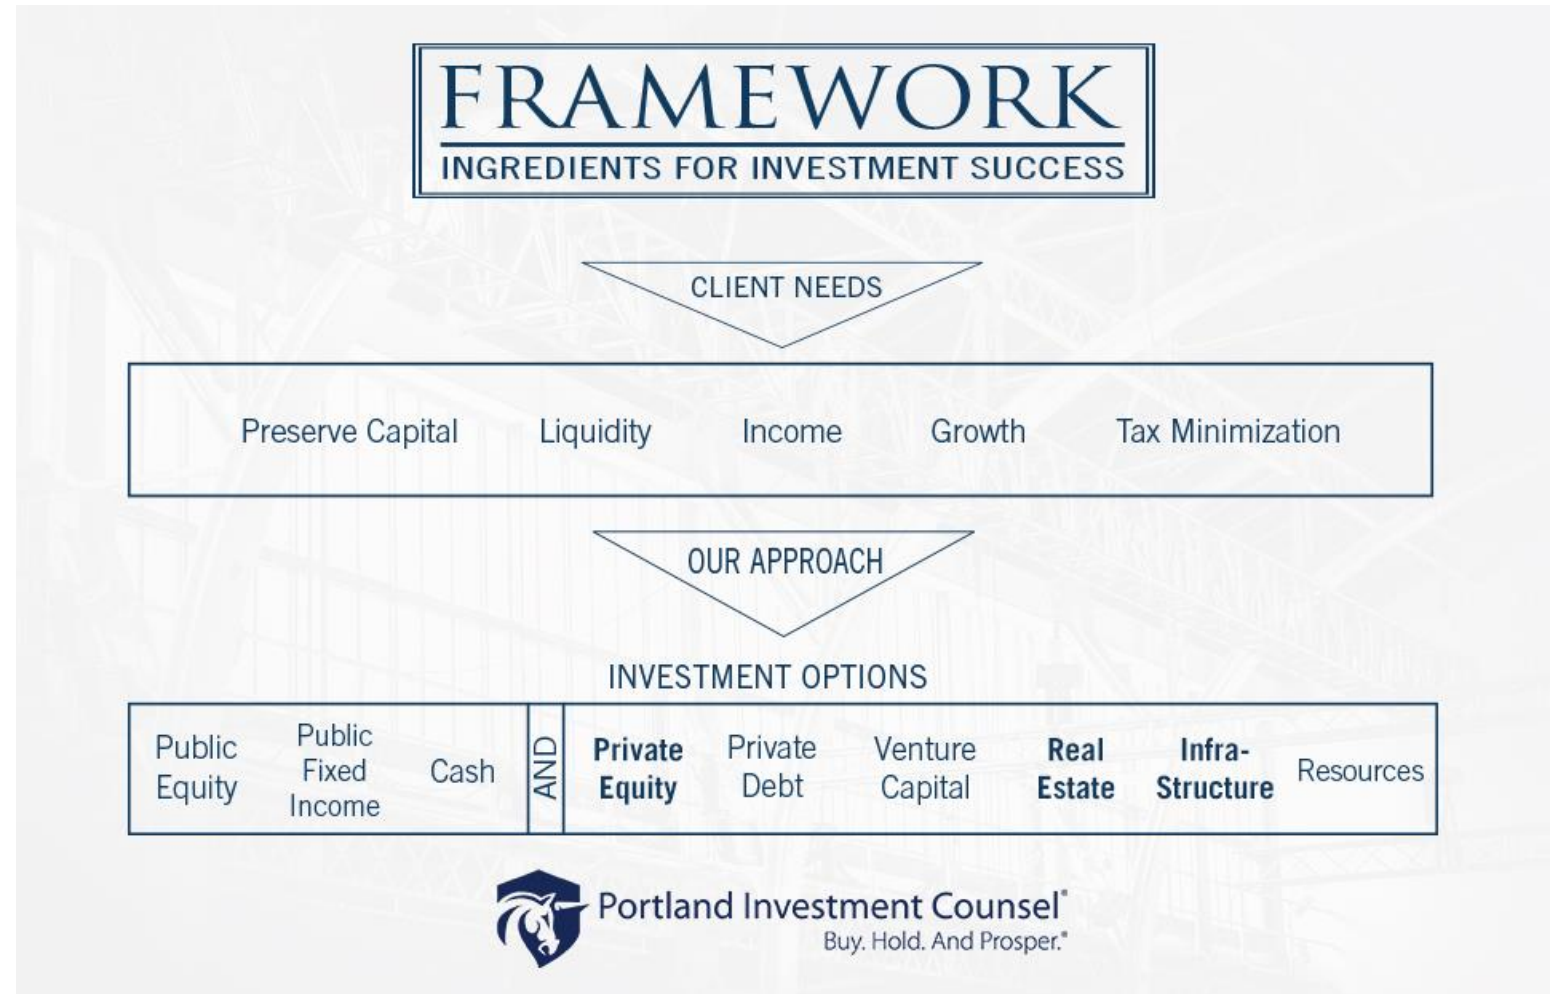 FRAMEWORK
INGREDIENTS FOR INVESTMENT SUCCESS
CLIENT NEEDS
Preserve Capital Liquidity Income Growth Tax Minimization
OUR APPROACH
INVESTMENT OPTIONS
Public
Equity
Public
Fixed
Income
Cash
AND
Private
Equity
Private
Debt
Venture
Capital
Real
Estate
Infra-
Structure
Resources
Portland Investment Counsel®
Buy. Hold. And Prosper.®